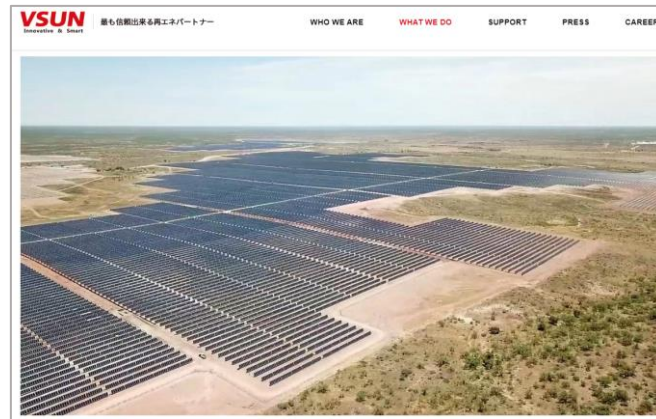 VSUN
Innovative & Smart
最も信頼出来る再エネパートナー
WHO WE ARE
WHAT WE DO
SUPPORT
PRESS
CAREER